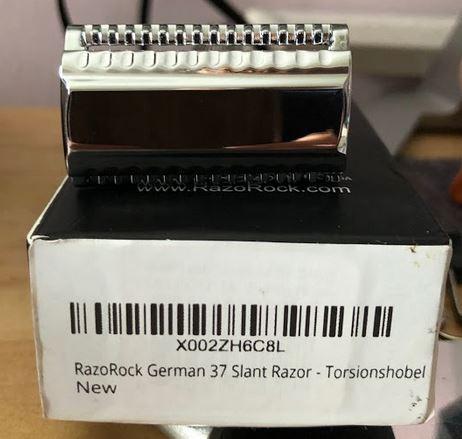 www.RazoRock.com
X002ZH6C8L
RazoRock German 37 Slant Razor - Torsionshobel
New